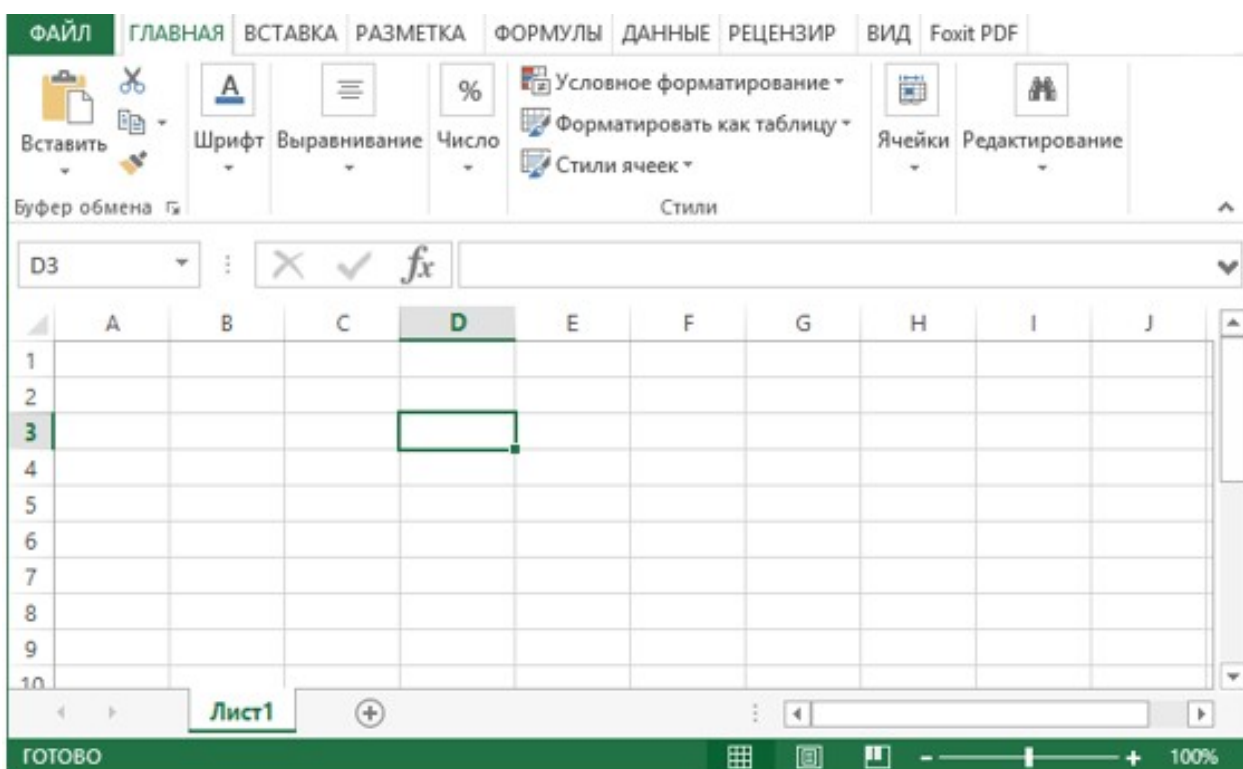 ФАЙЛ ГЛАВНАЯ ВСТАВКА РАЗМЕТКА ФОРМУЛЫ ДАННЫЕ РЕЦЕНЗИР ВИД Foxit PDF
Вставить
Буфер обмена
Шрифт
Выравнивание
%
Число
Условное форматирование
Форматировать как таблицу
Стили ячеек
Стили
Ячейки
Редактирование
D3 fx
A B C D E F G H I J
1
2
3
4
5
6
7
8
9
10
Лист1
ГОТОВО 100%